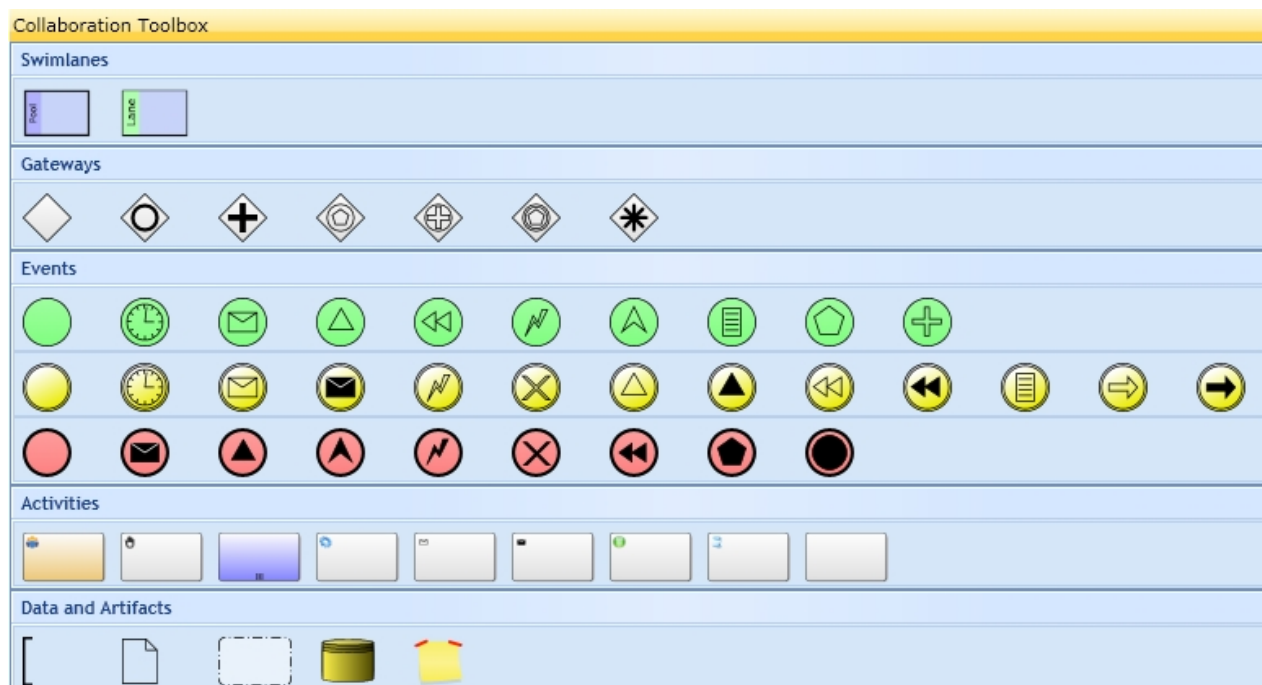 Collaboration Toolbox
Swimlanes
Pool
Lane
Gateways
Events
Activities
Data and Artifacts